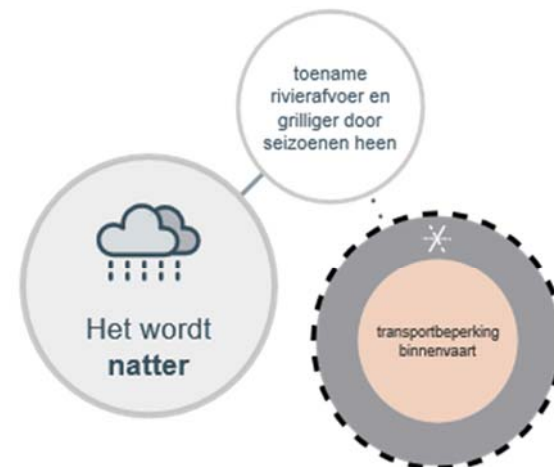 toename
rivierafvoer en
grilliger door
seizoenen heen
Het wordt
natter
transportbeperking
binnenvaart